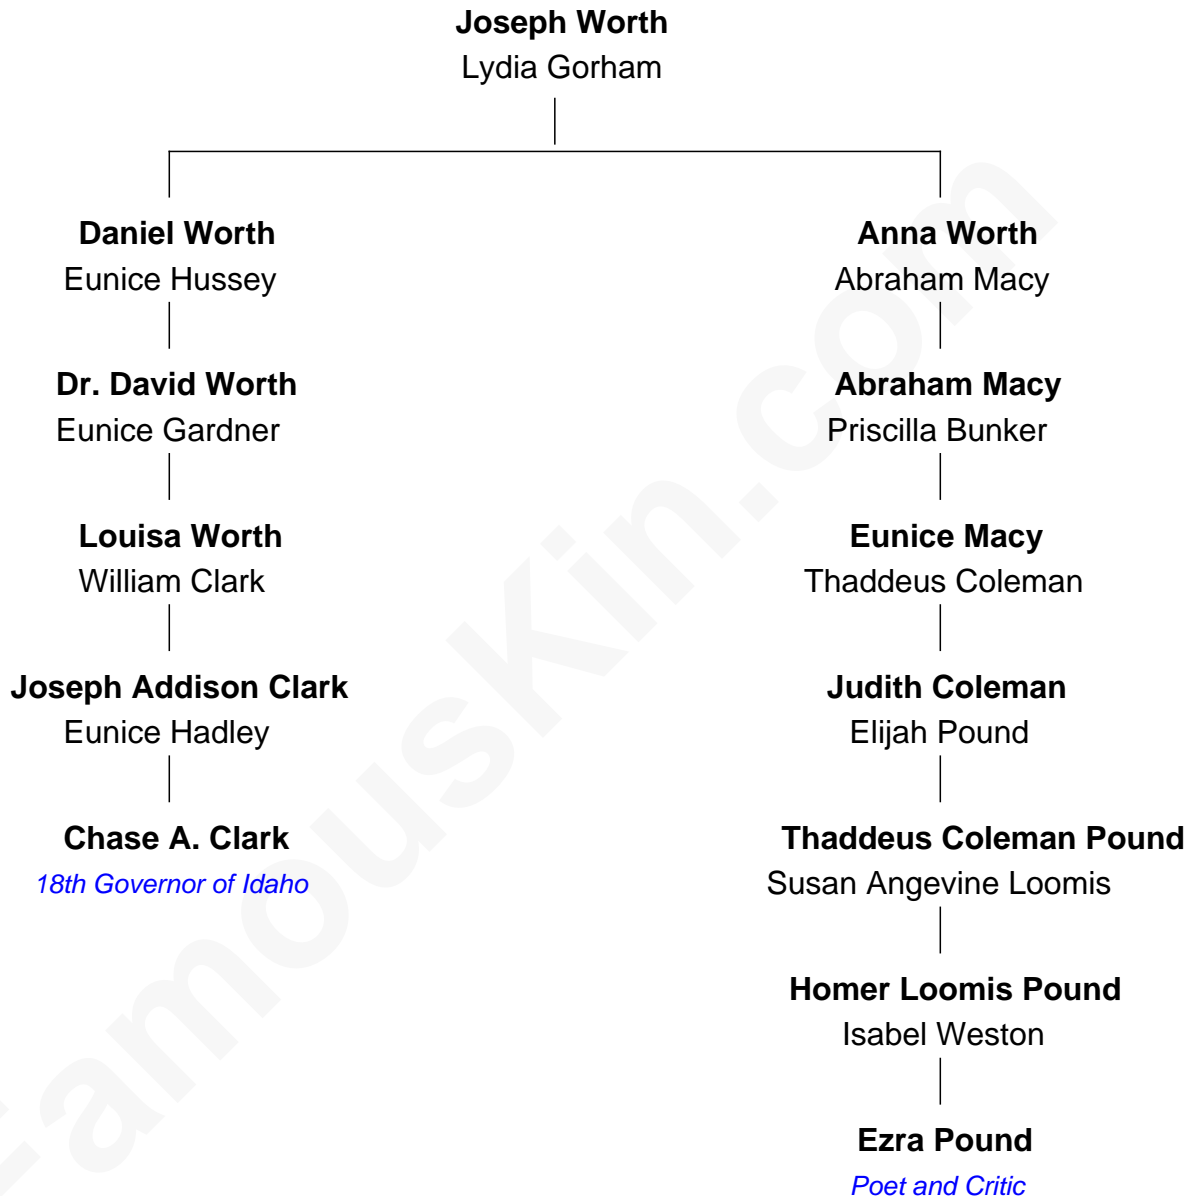 Joseph Worth
Lydia Gorham
Daniel Worth
Eunice Hussey
Anna Worth
Abraham Macy
Dr. David Worth
Eunice Gardner
Abraham Macy
Priscilla Bunker
Louisa Worth
William Clark
Eunice Macy
Thaddeus Coleman
Joseph Addison Clark
Eunice Hadley
Judith Coleman
Elijah Pound
Chase A. Clark
18th Governor of Idaho
Thaddeus Coleman Pound
Susan Angevine Loomis
Homer Loomis Pound
Isabel Weston
Ezra Pound
Poet and Critic
FamousKin.com